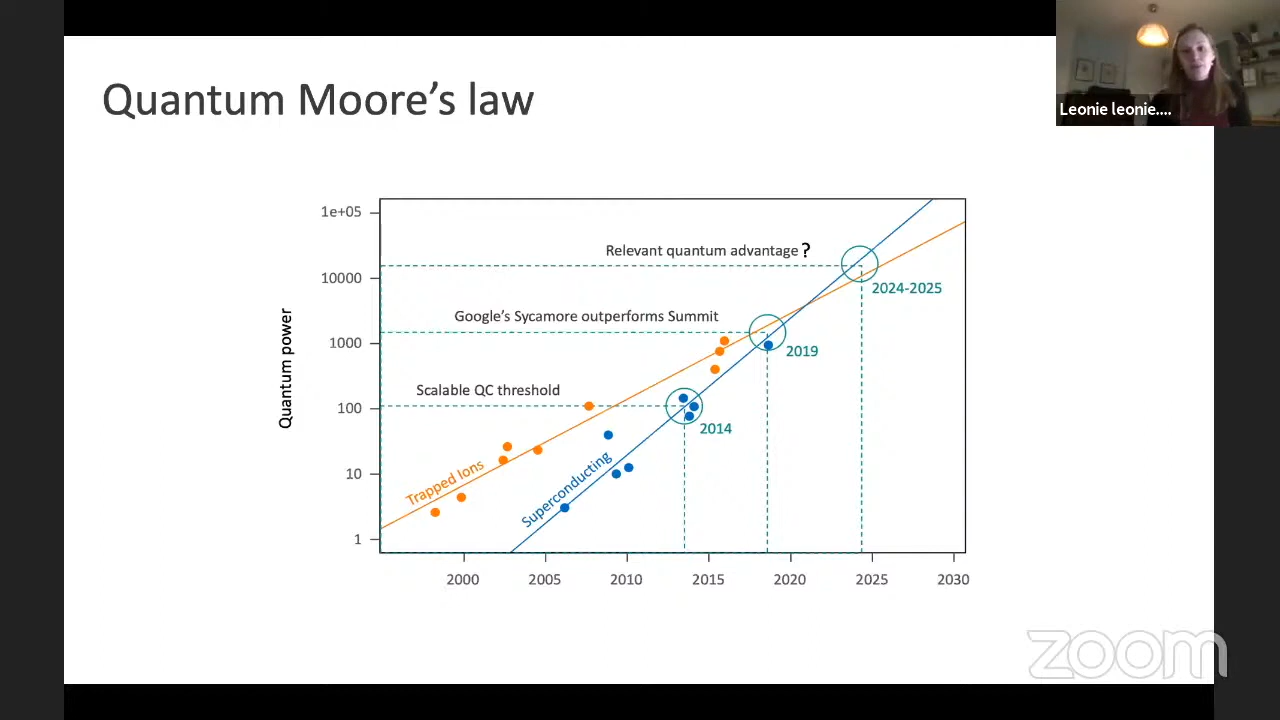 Quantum Moore's law
Leonie leonie....
Quantum power
1e+05
10000
1000
100
10
1
Relevant quantum advantage ?
2024-2025
Google's Sycamore outperforms Summit
2019
Scalable QC threshold
2014
Trapped Ions
Superconducting
2000 2005 2010 2015 2020 2025 2030
zoom